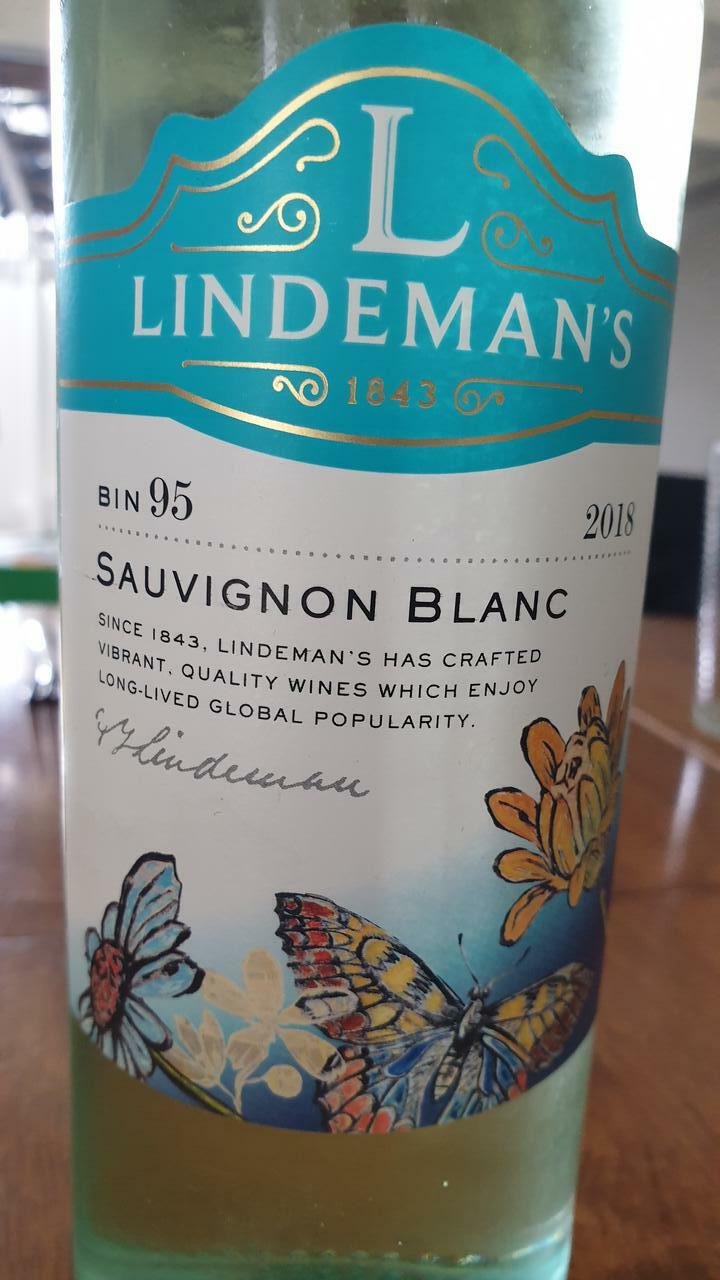 L
LINDEMAN'S
1843
BIN 95 2018
SAUVIGNON BLANC
SINCE 1843, LINDEMAN'S HAS CRAFTED
VIBRANT, QUALITY WINES WHICH ENJOY
LONG-LIVED GLOBAL POPULARITY.
Lindeman